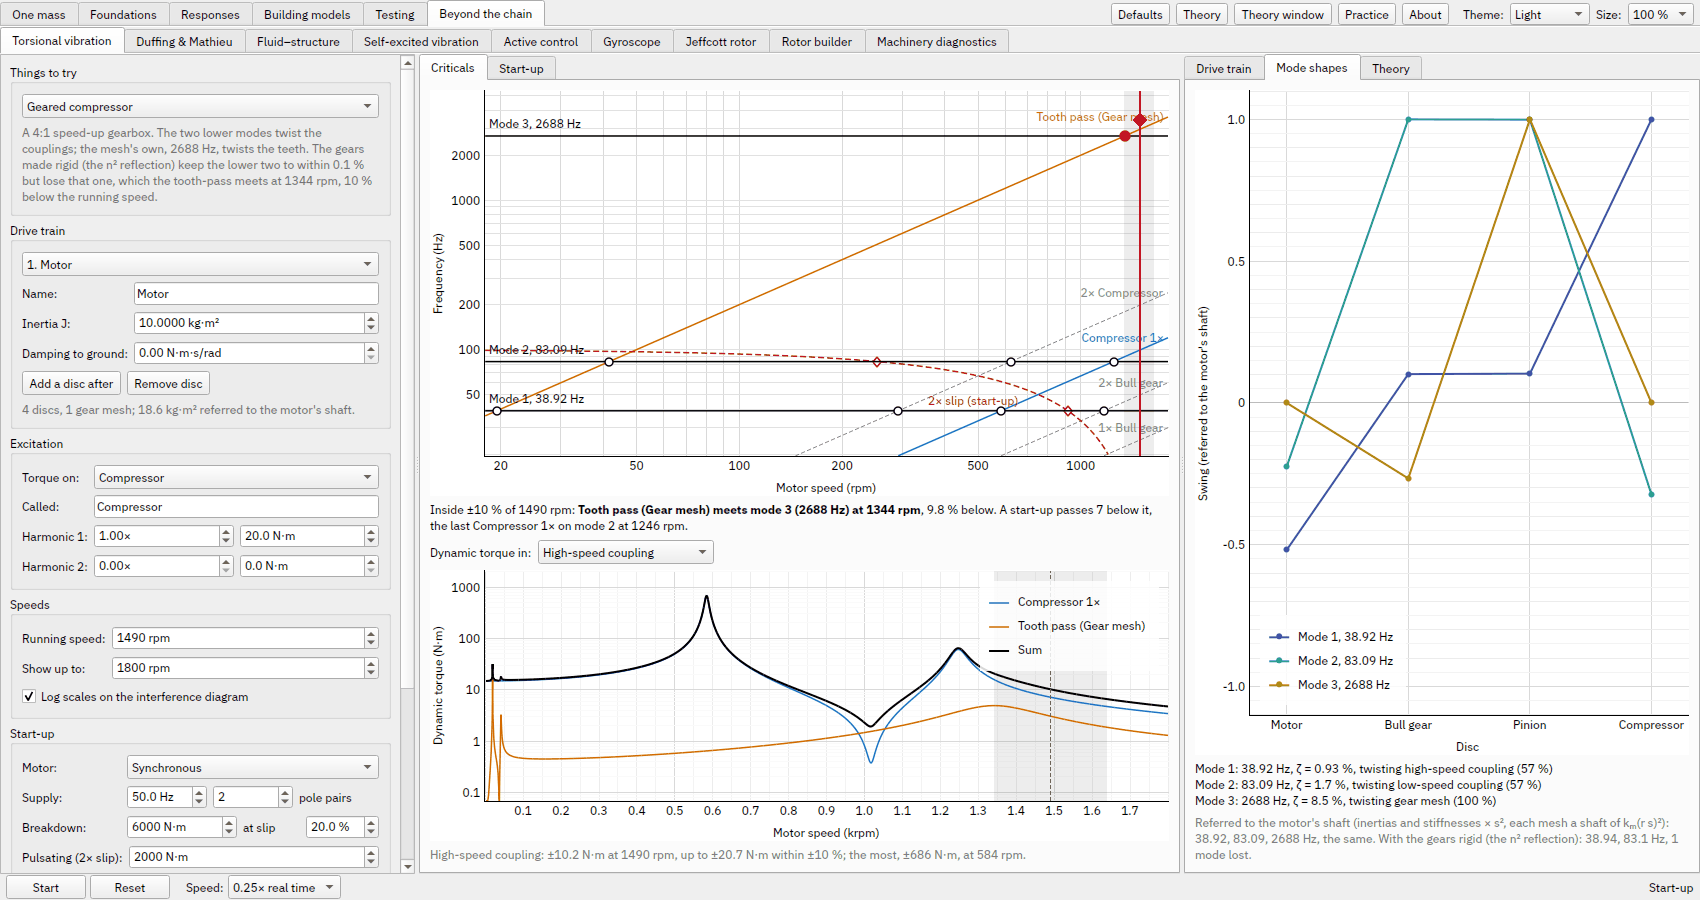 One mass Foundations Responses Building models Testing Beyond the chain Defaults Theory Theory window Practice About Theme: Light Size: 100 %
Torsional vibration Duffing & Mathieu Fluid–structure Self-excited vibration Active control Gyroscope Jeffcott rotor Rotor builder Machinery diagnostics
Things to try
Geared compressor
A 4:1 speed-up gearbox. The two lower modes twist the
couplings; the mesh's own, 2688 Hz, twists the teeth. The gears
made rigid (the n² reflection) keep the lower two to within 0.1 %
but lose that one, which the tooth-pass meets at 1344 rpm, 10 %
below the running speed.
Drive train
1. Motor
Name: Motor
Inertia J: 10.0000 kg·m²
Damping to ground: 0.00 N·m·s/rad
Add a disc after Remove disc
4 discs, 1 gear mesh; 18.6 kg·m² referred to the motor's shaft.
Excitation
Torque on: Compressor
Called: Compressor
Harmonic 1: 1.00× 20.0 N·m
Harmonic 2: 0.00× 0.0 N·m
Speeds
Running speed: 1490 rpm
Show up to: 1800 rpm
Log scales on the interference diagram
Start-up
Motor: Synchronous
Supply: 50.0 Hz 2 pole pairs
Breakdown: 6000 N·m at slip 20.0 %
Pulsating (2× slip): 2000 N·m
Start Reset Speed: 0.25× real time
Criticals Start-up
Frequency (Hz)
2000
1000
500
200
100
50
Mode 3, 2688 Hz
Tooth pass (Gear mesh)
2× Compressor
Compressor 1×
Mode 2, 83.09 Hz
2× Bull gear
Mode 1, 38.92 Hz
2× slip (start-up)
1× Bull gear
20 50 100 200 500 1000
Motor speed (rpm)
Inside ±10 % of 1490 rpm: Tooth pass (Gear mesh) meets mode 3 (2688 Hz) at 1344 rpm, 9.8 % below. A start-up passes 7 below it,
the last Compressor 1× on mode 2 at 1246 rpm.
Dynamic torque in: High-speed coupling
Dynamic torque (N·m)
1000
100
10
1
0.1
Compressor 1×
Tooth pass (Gear mesh)
Sum
0.1 0.2 0.3 0.4 0.5 0.6 0.7 0.8 0.9 1.0 1.1 1.2 1.3 1.4 1.5 1.6 1.7
Motor speed (krpm)
High-speed coupling: ±10.2 N·m at 1490 rpm, up to ±20.7 N·m within ±10 %; the most, ±686 N·m, at 584 rpm.
Mode shapes Theory
Swing (referred to the motor's shaft)
1.0
0.5
0
-0.5
-1.0
Mode 1, 38.92 Hz
Mode 2, 83.09 Hz
Mode 3, 2688 Hz
Motor Bull gear Pinion Compressor
Disc
Mode 1: 38.92 Hz, ζ = 0.93 %, twisting high-speed coupling (57 %)
Mode 2: 83.09 Hz, ζ = 1.7 %, twisting low-speed coupling (57 %)
Mode 3: 2688 Hz, ζ = 8.5 %, twisting gear mesh (100 %)
Referred to the motor's shaft (inertias and stiffnesses × s², each mesh a shaft of kₘ(r s)²):
38.92, 83.09, 2688 Hz, the same. With the gears rigid (the n² reflection): 38.94, 83.1 Hz, 1
mode lost.
Start-up